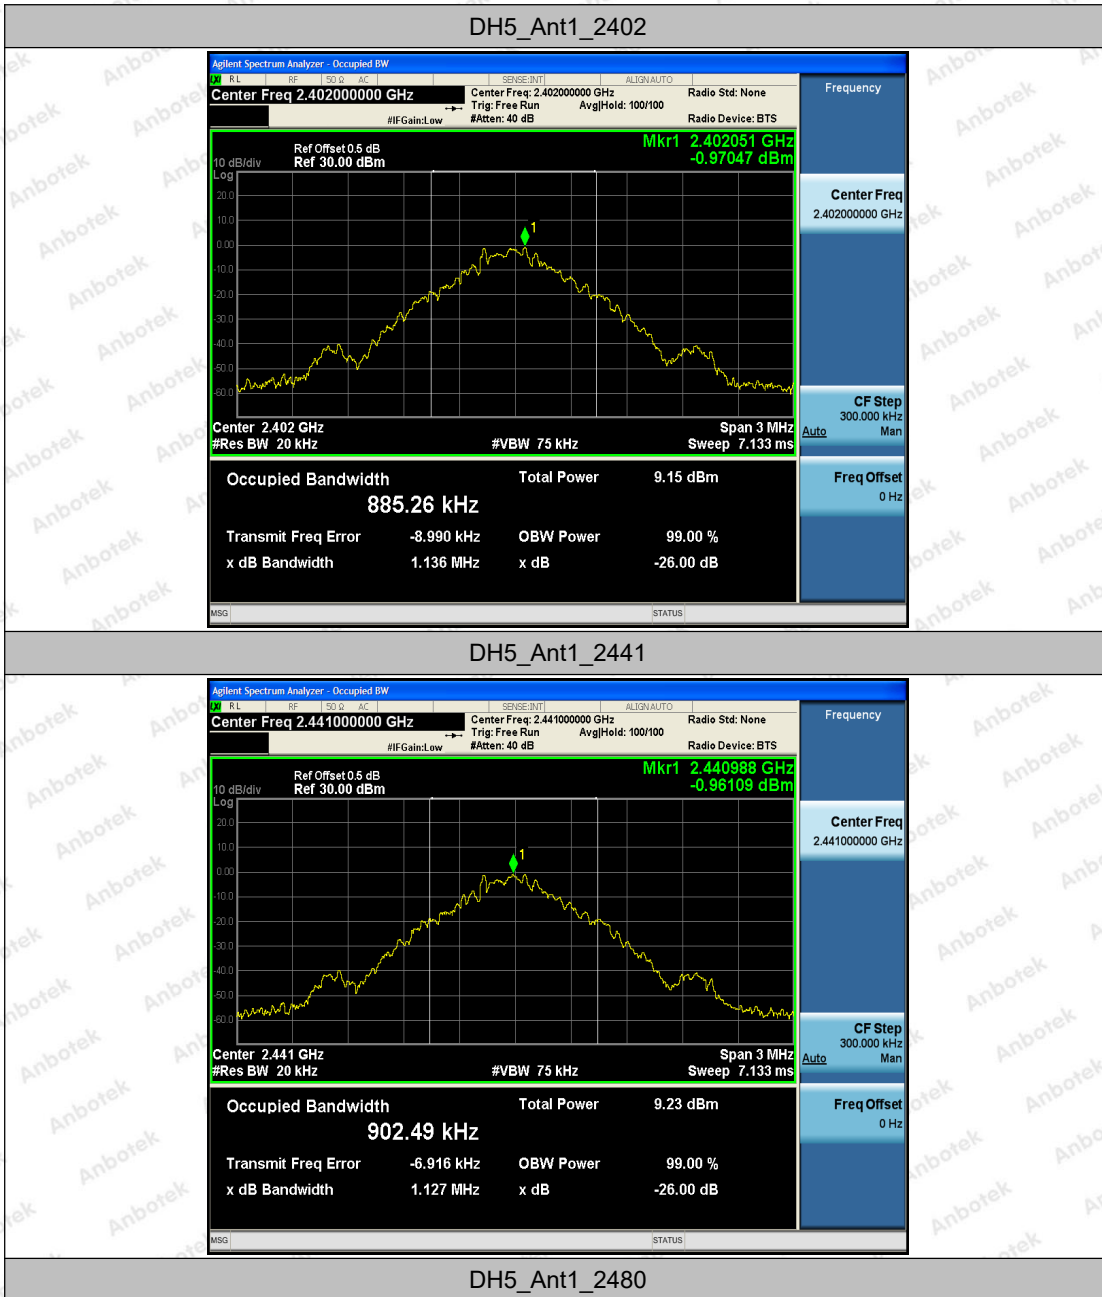 DH5_Ant1_2402
Agilent Spectrum Analyzer - Occupied BW
LXI RL RF 50 Ω AC SENSE:INT ALIGN AUTO
Center Freq 2.402000000 GHz
Center Freq: 2.402000000 GHz
Radio Std: None
Trig: Free Run Avg|Hold: 100/100
#IFGain:Low #Atten: 40 dB Radio Device: BTS
Frequency
Mkr1 2.402051 GHz
-0.97047 dBm
Ref Offset 0.5 dB
10 dB/div Ref 30.00 dBm
Log
20.0
10.0
0.00
-10.0
-20.0
-30.0
-40.0
-50.0
-60.0
Center Freq
2.402000000 GHz
CF Step
300.000 kHz
Auto Man
Freq Offset
0 Hz
Center 2.402 GHz Span 3 MHz
#Res BW 20 kHz #VBW 75 kHz Sweep 7.133 ms
Occupied Bandwidth Total Power 9.15 dBm
885.26 kHz
Transmit Freq Error -8.990 kHz OBW Power 99.00 %
x dB Bandwidth 1.136 MHz x dB -26.00 dB
MSG STATUS
DH5_Ant1_2441
Agilent Spectrum Analyzer - Occupied BW
LXI RL RF 50 Ω AC SENSE:INT ALIGN AUTO
Center Freq 2.441000000 GHz
Center Freq: 2.441000000 GHz
Radio Std: None
Trig: Free Run Avg|Hold: 100/100
#IFGain:Low #Atten: 40 dB Radio Device: BTS
Frequency
Mkr1 2.440988 GHz
-0.96109 dBm
Ref Offset 0.5 dB
10 dB/div Ref 30.00 dBm
Log
20.0
10.0
0.00
-10.0
-20.0
-30.0
-40.0
-50.0
-60.0
Center Freq
2.441000000 GHz
CF Step
300.000 kHz
Auto Man
Freq Offset
0 Hz
Center 2.441 GHz Span 3 MHz
#Res BW 20 kHz #VBW 75 kHz Sweep 7.133 ms
Occupied Bandwidth Total Power 9.23 dBm
902.49 kHz
Transmit Freq Error -6.916 kHz OBW Power 99.00 %
x dB Bandwidth 1.127 MHz x dB -26.00 dB
MSG STATUS
DH5_Ant1_2480
Anbotek